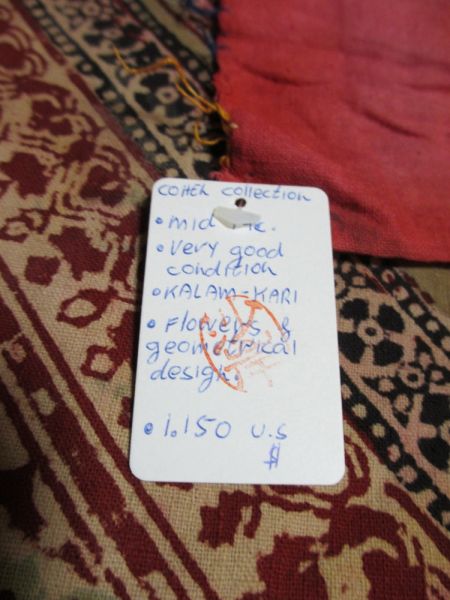 COHEN collection
• mid
• very good
condition
• KALAM-KARI
• Flowers &
geometrical
design.
• 1.150 U.S
$